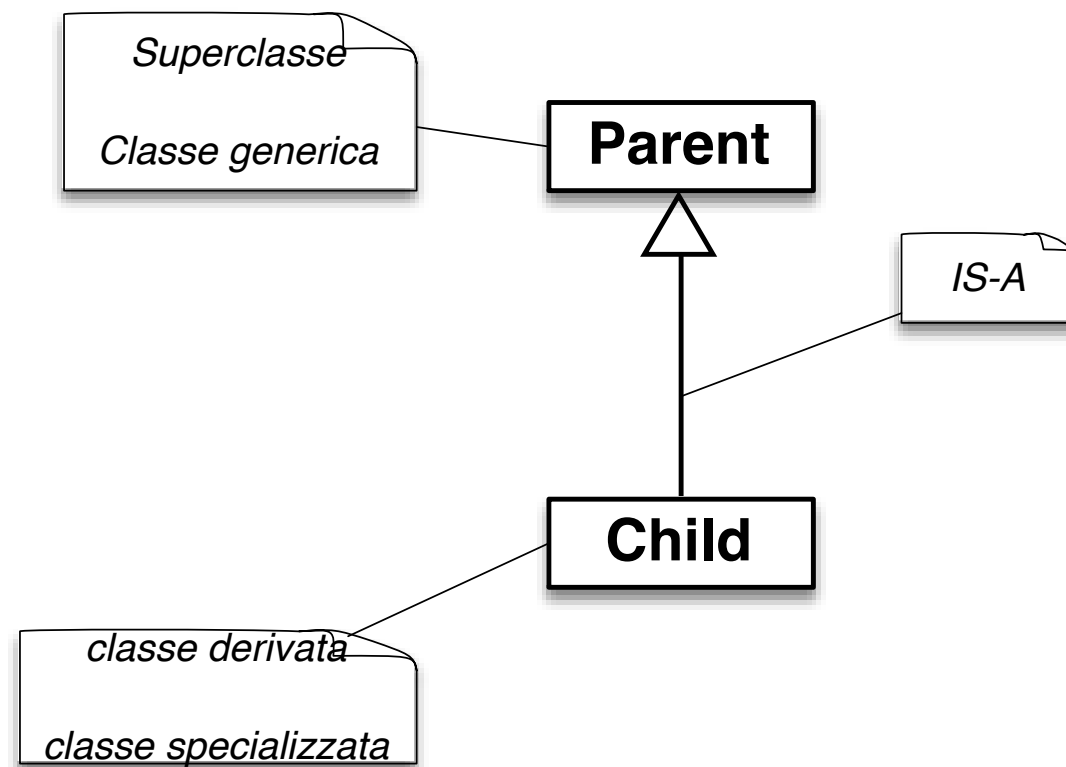 Superclasse
Classe generica
Parent
IS-A
Child
classe derivata
classe specializzata